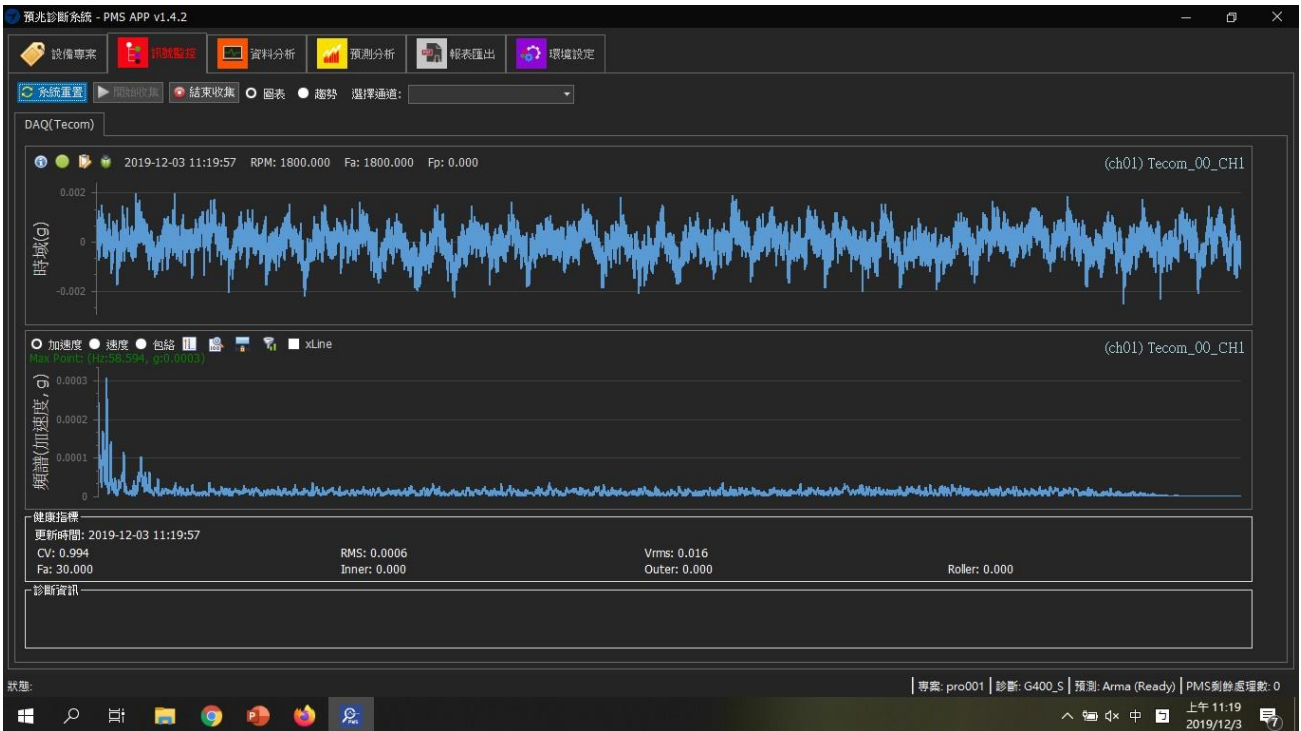 預兆診斷系統 - PMS APP v1.4.2
設備專案 訊號監控 資料分析 預測分析 報表匯出 環境設定
系統重置 開始收集 結束收集 圖表 趨勢 選擇通道:
DAQ(Tecom)
2019-12-03 11:19:57 RPM: 1800.000 Fa: 1800.000 Fp: 0.000 (ch01) Tecom_00_CH1
時域(g)
0.002
0
-0.002
加速度 速度 包絡 xLine (ch01) Tecom_00_CH1
Max Point: (Hz:58.594, g:0.0003)
頻譜(加速度, g)
0.0003
0.0002
0.0001
0
健康指標
更新時間: 2019-12-03 11:19:57
CV: 0.994 RMS: 0.0006 Vrms: 0.016
Fa: 30.000 Inner: 0.000 Outer: 0.000 Roller: 0.000
診斷資訊
狀態: 專案: pro001 診斷: G400_S 預測: Arma (Ready) PMS剩餘處理數: 0
中 上午 11:19
2019/12/3 7